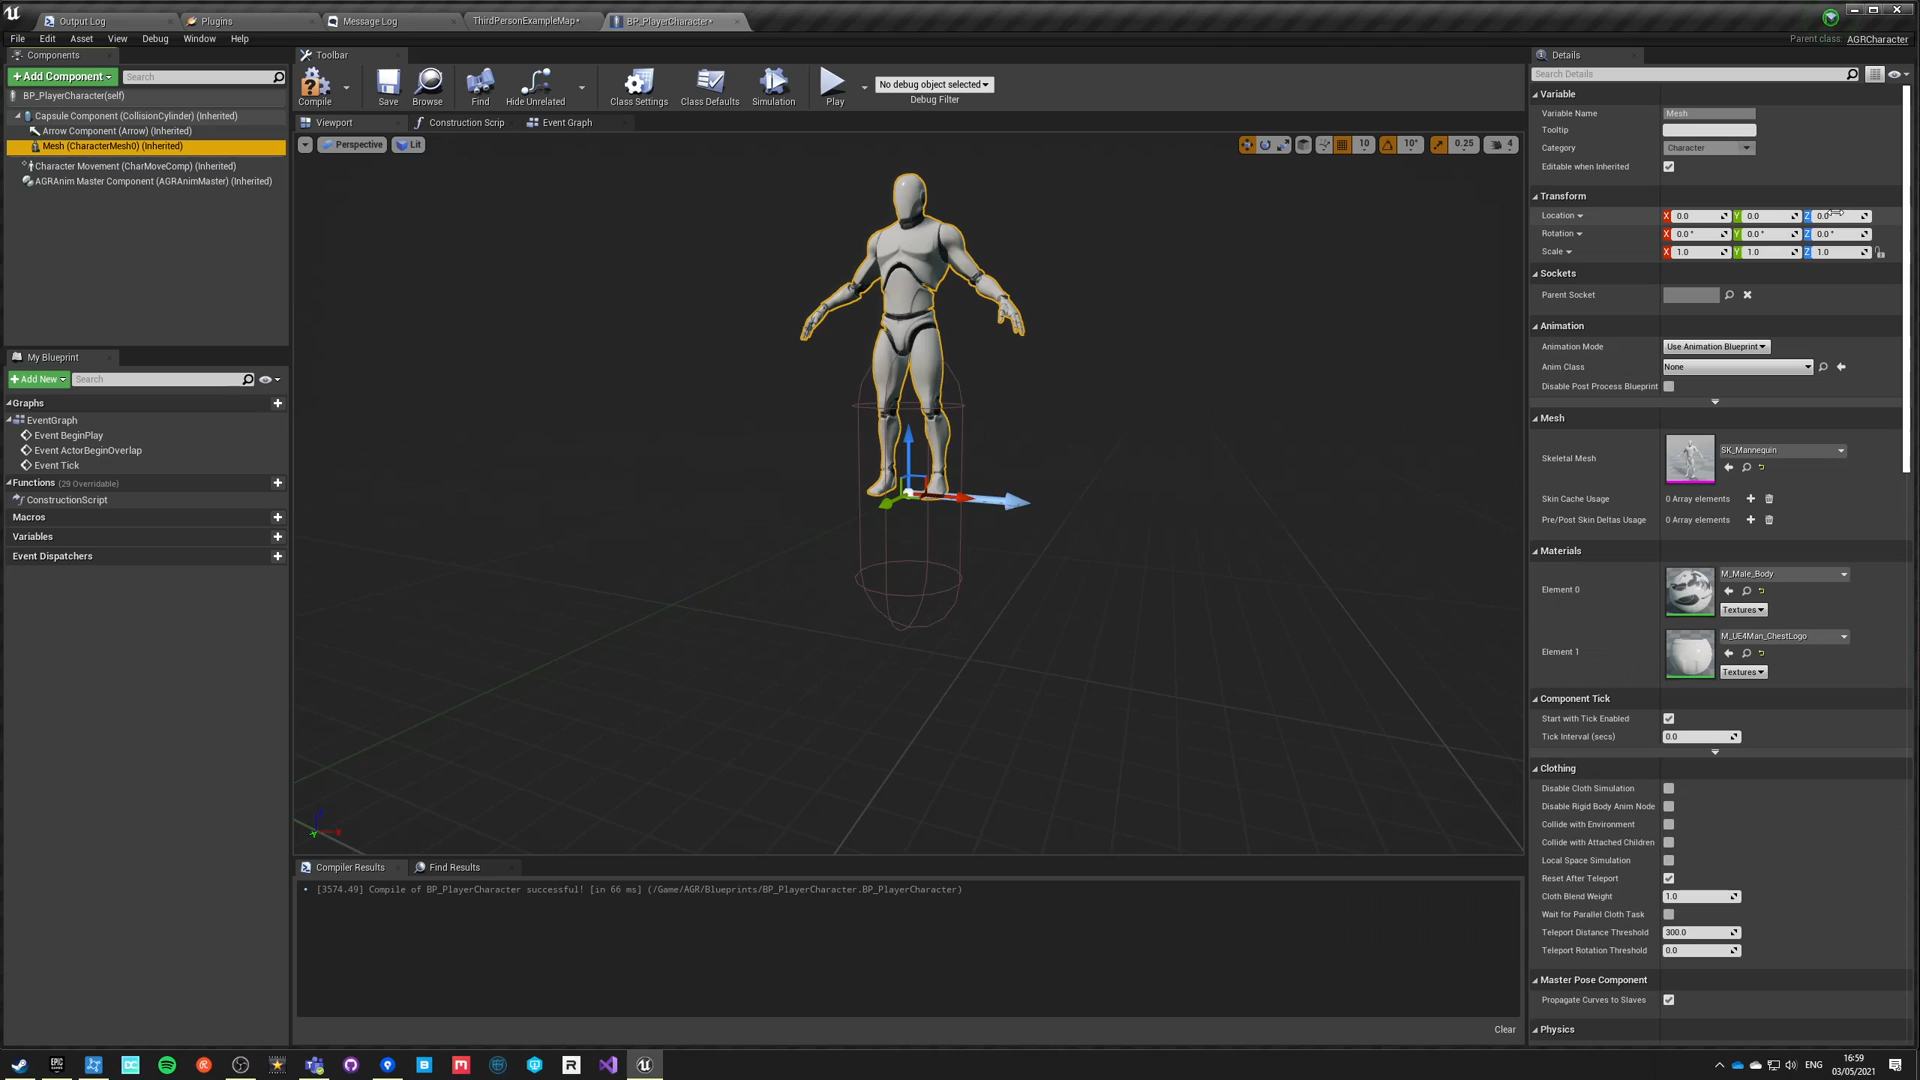 Output Log
Plugins
Message Log
ThirdPersonExampleMap*
BP_PlayerCharacter*
File Edit Asset View Debug Window Help
Parent class: AGRCharacter
Components
+Add Component
Search
BP_PlayerCharacter(self)
Capsule Component (CollisionCylinder) (Inherited)
Arrow Component (Arrow) (Inherited)
Mesh (CharacterMesh0) (Inherited)
Character Movement (CharMoveComp) (Inherited)
AGRAnim Master Component (AGRAnimMaster) (Inherited)
My Blueprint
+Add New
Search
Graphs
EventGraph
Event BeginPlay
Event ActorBeginOverlap
Event Tick
Functions (29 Overridable)
ConstructionScript
Macros
Variables
Event Dispatchers
Toolbar
Compile
Save
Browse
Find
Hide Unrelated
Class Settings
Class Defaults
Simulation
Play
No debug object selected
Debug Filter
Viewport
Construction Scrip
Event Graph
Perspective
Lit
10
10°
0.25
4
Compiler Results
Find Results
[3574.49] Compile of BP_PlayerCharacter successful! [in 66 ms] (/Game/AGR/Blueprints/BP_PlayerCharacter.BP_PlayerCharacter)
Clear
Details
Search Details
Variable
Variable Name Mesh
Tooltip
Category Character
Editable when Inherited
Transform
Location X 0.0 Y 0.0 Z 0.0
Rotation X 0.0 ° Y 0.0 ° Z 0.0 °
Scale X 1.0 Y 1.0 Z 1.0
Sockets
Parent Socket
Animation
Animation Mode Use Animation Blueprint
Anim Class None
Disable Post Process Blueprint
Mesh
Skeletal Mesh SK_Mannequin
Skin Cache Usage 0 Array elements
Pre/Post Skin Deltas Usage 0 Array elements
Materials
Element 0 M_Male_Body
Textures
Element 1 M_UE4Man_ChestLogo
Textures
Component Tick
Start with Tick Enabled
Tick Interval (secs) 0.0
Clothing
Disable Cloth Simulation
Disable Rigid Body Anim Node
Collide with Environment
Collide with Attached Children
Local Space Simulation
Reset After Teleport
Cloth Blend Weight 1.0
Wait for Parallel Cloth Task
Teleport Distance Threshold 300.0
Teleport Rotation Threshold 0.0
Master Pose Component
Propagate Curves to Slaves
Physics
ENG
16:59
03/05/2021